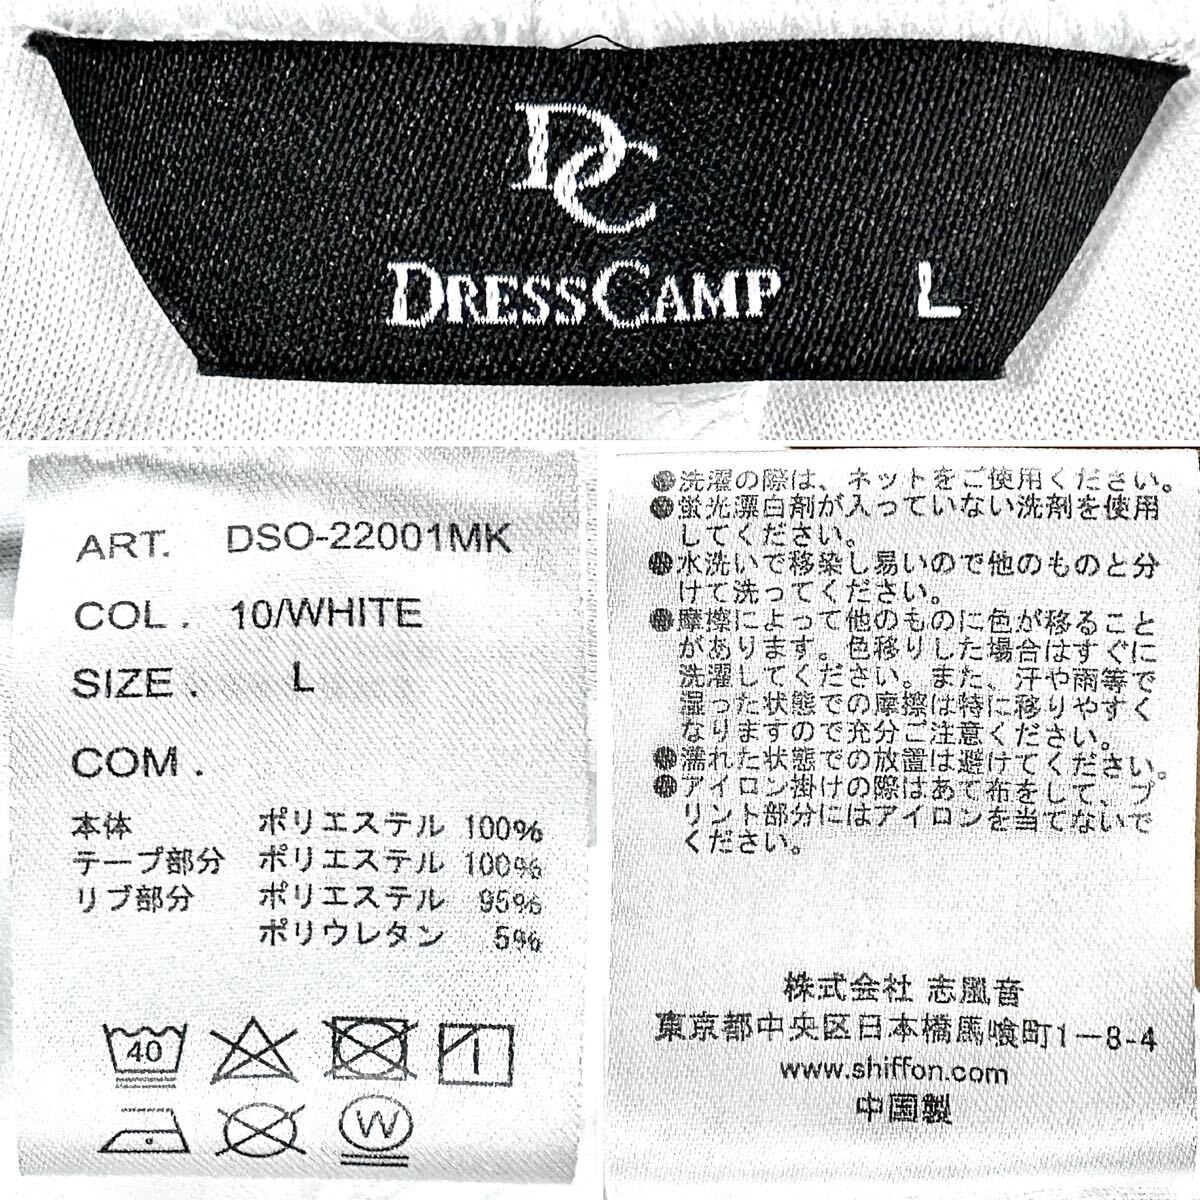 DC
DRESSCAMP L
ART. DSO-22001MK
COL. 10/WHITE
SIZE. L
COM.
本体 ポリエステル 100%
テープ部分 ポリエステル 100%
リブ部分 ポリエステル 95%
ポリウレタン 5%
40
W
●洗濯の際は、ネットをご使用ください。
●蛍光漂白剤が入っていない洗剤を使用
してください。
●水洗いで移染し易いので他のものと分
けて洗ってください。
●摩擦によって他のものに色が移ること
があります。色移りした場合はすぐに
洗濯してください。また、汗や雨等で
湿った状態での摩擦は特に移りやすく
なりますので充分ご注意ください。
●濡れた状態での放置は避けてください。
●アイロン掛けの際はあて布をして、プ
リント部分にはアイロンを当てないで
ください。
株式会社 志風音
東京都中央区日本橋馬喰町1-8-4
www.shiffon.com
中国製